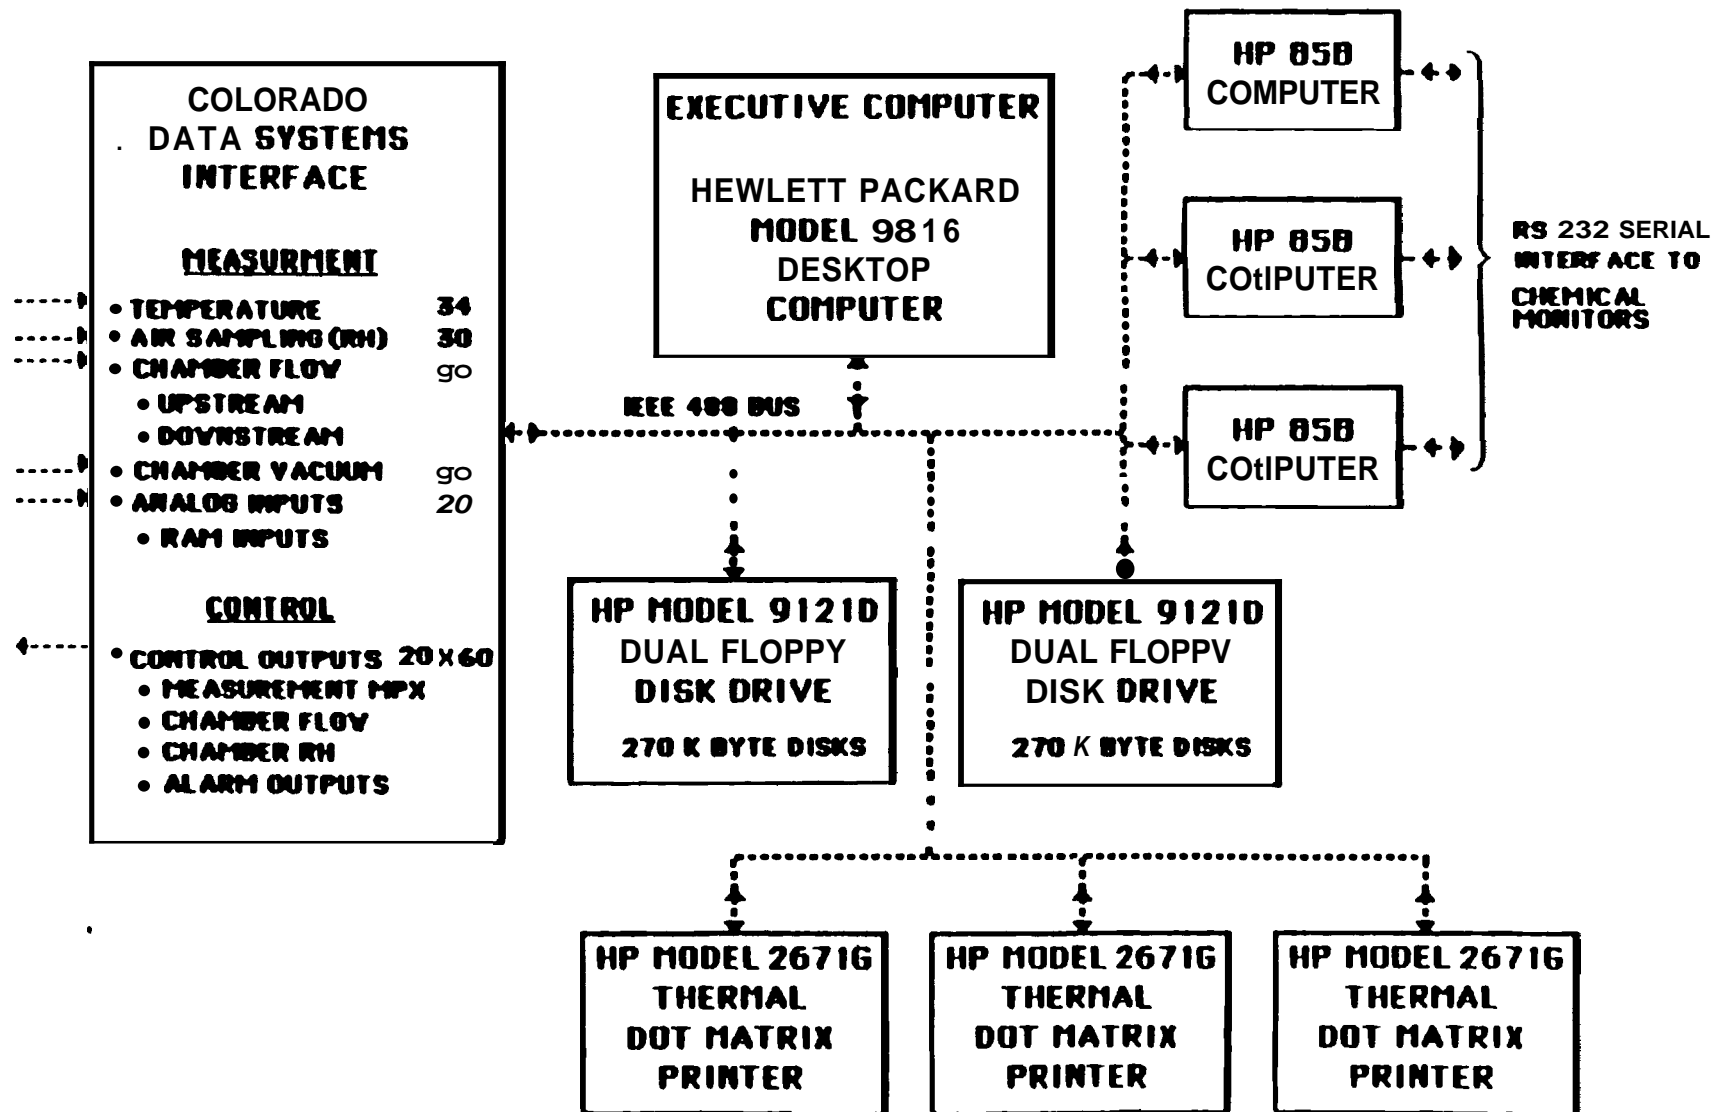 COLORADO
. DATA SYSTEMS
INTERFACE
MEASURMENT
• TEMPERATURE 34
• AIR SAMPLING (RH) 30
• CHAMBER FLOW go
• UPSTREAM
• DOWNSTREAM
• CHAMBER VACUUM go
• ANALOG INPUTS 20
• RAM INPUTS
CONTROL
• CONTROL OUTPUTS 20 X 60
• MEASUREMENT MPX
• CHAMBER FLOW
• CHAMBER RH
• ALARM OUTPUTS
EXECUTIVE COMPUTER
HEWLETT PACKARD
MODEL 9816
DESKTOP
COMPUTER
IEEE 488 BUS
HP 85B
COMPUTER
HP 85B
COtIPUTER
HP 85B
COtIPUTER
RS 232 SERIAL
INTERFACE TO
CHEMICAL
MONITORS
HP MODEL 9121D
DUAL FLOPPY
DISK DRIVE
270 K BYTE DISKS
HP MODEL 9121D
DUAL FLOPPV
DISK DRIVE
270 K BYTE DISKS
HP MODEL 2671G
THERMAL
DOT MATRIX
PRINTER
HP MODEL 2671G
THERMAL
DOT MATRIX
PRINTER
HP MODEL 2671G
THERMAL
DOT MATRIX
PRINTER